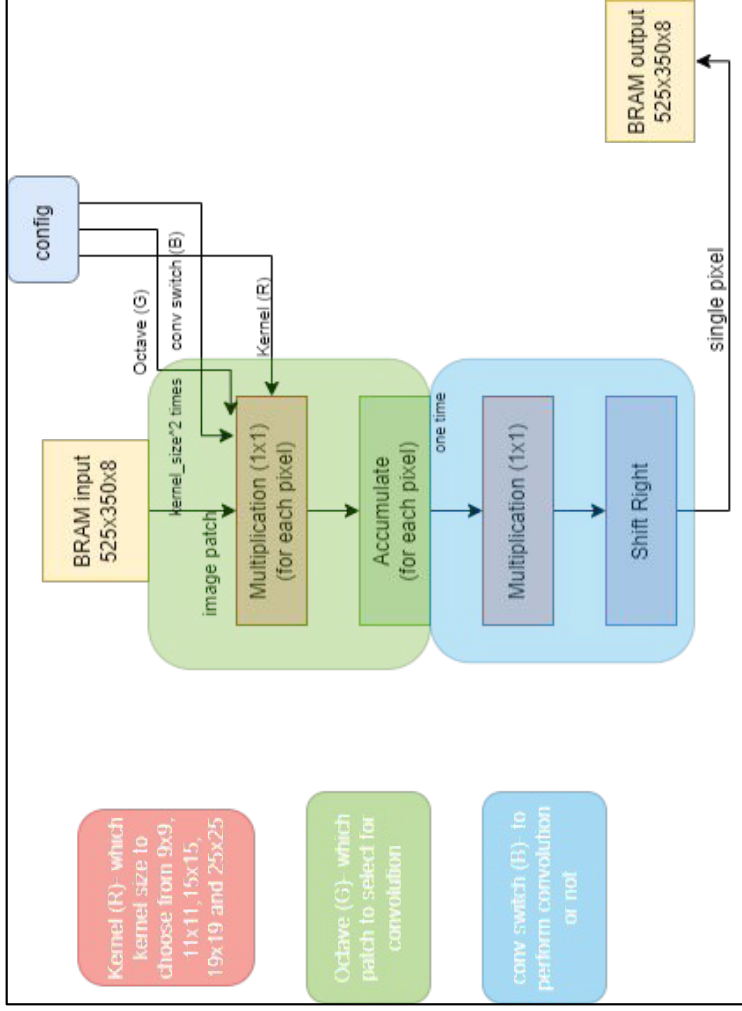 Kernel (R)- which
kernel size to
choose from 9x9,
11x11,15x15,
19x19 and 25x25
Octave (G)- which
patch to select for
convolution
conv switch (B)- to
perform convolution
or not
BRAM input
525x350x8
image patch
kernel_size^2 times
Octave (G)
conv switch (B)
Kernel (R)
config
Multiplication (1x1)
(for each pixel)
Accumulate
(for each pixel)
one time
Multiplication (1x1)
Shift Right
single pixel
BRAM output
525x350x8